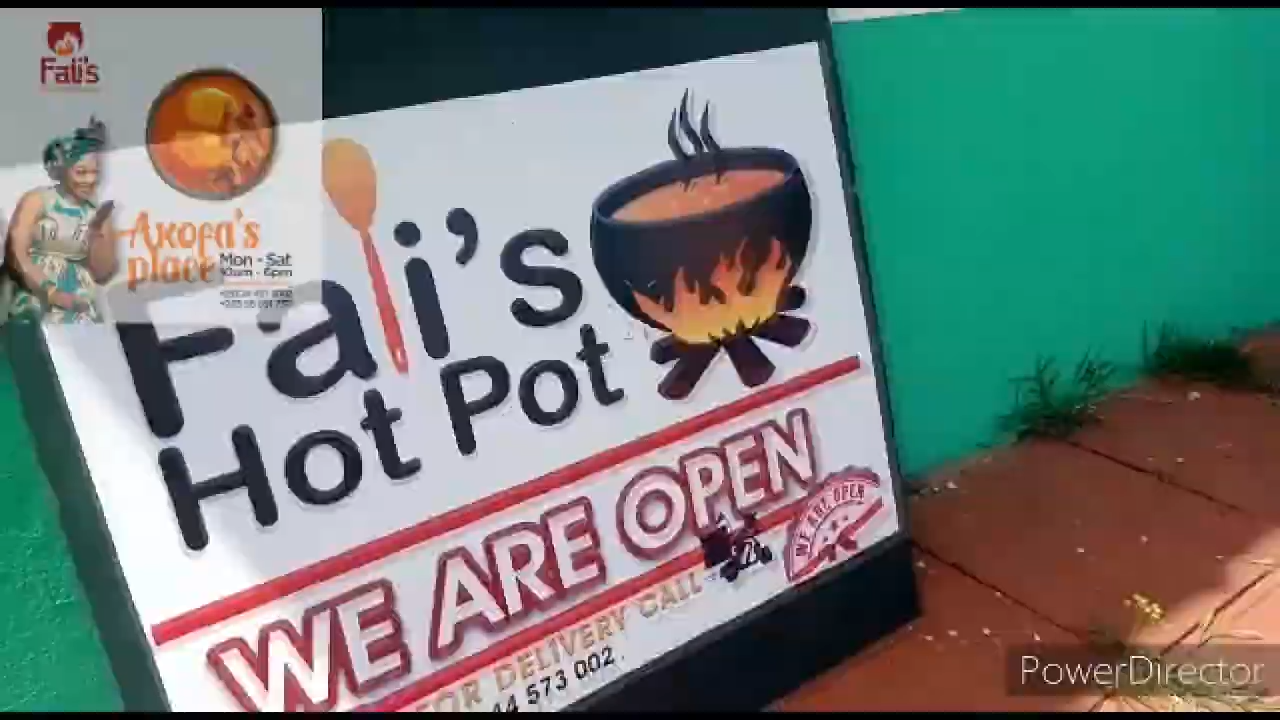 Fali's
Akofa's
place
Mon - Sat
10am - 6pm
Fali's
Hot Pot
WE ARE OPEN
WE ARE OPEN
FOR DELIVERY CALL
44 573 002
PowerDirector